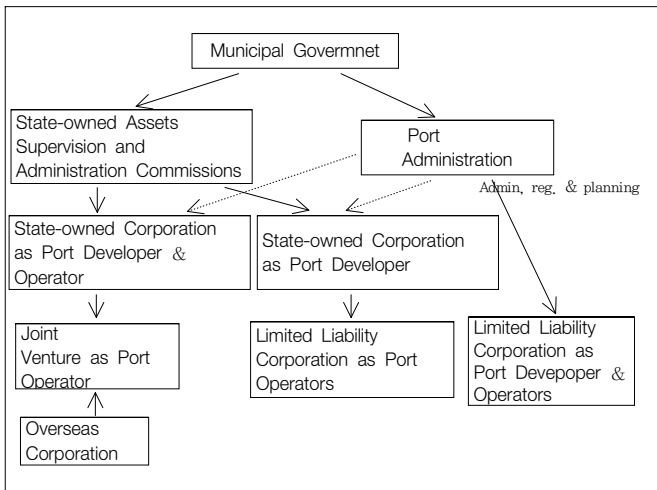 Municipal Govermnet
State-owned Assets
Supervision and
Administration Commissions
Port
Administration
Admin, reg. & planning
State-owned Corporation
as Port Developer &
Operator
State-owned Corporation
as Port Developer
Joint
Venture as Port
Operator
Limited Liability
Corporation as Port
Operators
Limited Liability
Corporation as
Port Devepoper &
Operators
Overseas
Corporation